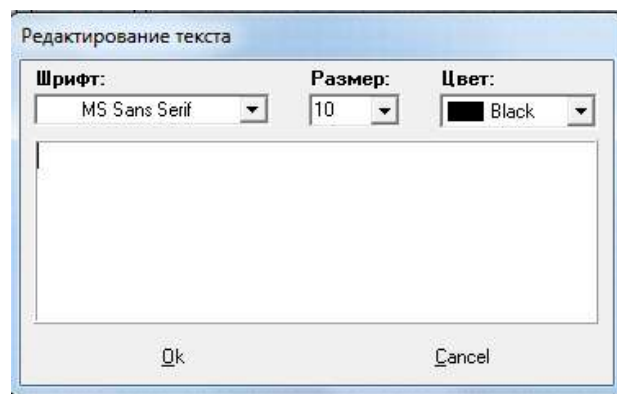 Редактирование текста
Шрифт: Размер: Цвет:
MS Sans Serif 10 Black
Ok Cancel